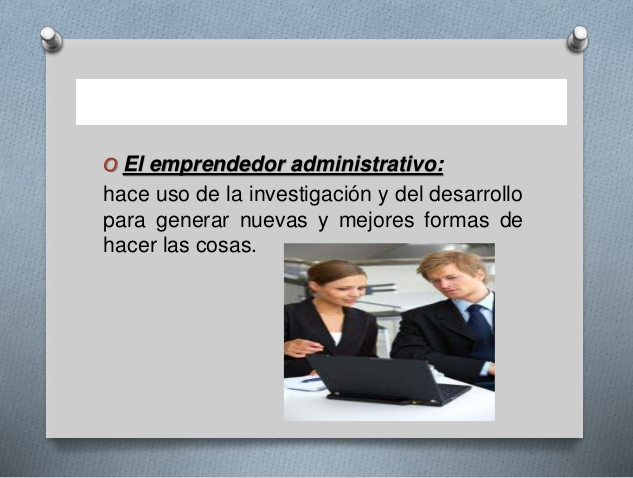 O El emprendedor administrativo:
hace uso de la investigación y del desarrollo
para generar nuevas y mejores formas de
hacer las cosas.